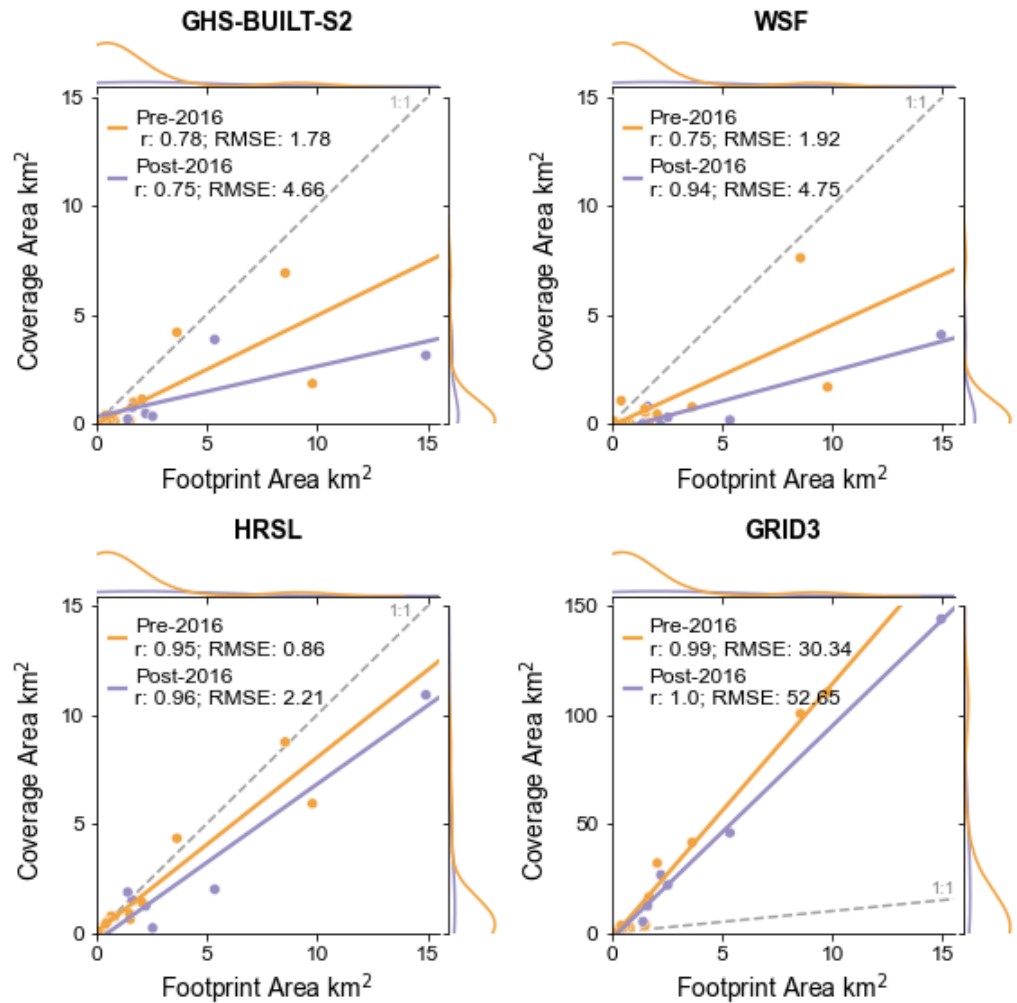 GHS-BUILT-S2
1:1
Pre-2016
r: 0.78; RMSE: 1.78
Post-2016
r: 0.75; RMSE: 4.66
15
10
5
0
Coverage Area km²
0 5 10 15
Footprint Area km²
WSF
1:1
Pre-2016
r: 0.75; RMSE: 1.92
Post-2016
r: 0.94; RMSE: 4.75
15
10
5
0
Coverage Area km²
0 5 10 15
Footprint Area km²
HRSL
1:1
Pre-2016
r: 0.95; RMSE: 0.86
Post-2016
r: 0.96; RMSE: 2.21
15
10
5
0
Coverage Area km²
0 5 10 15
Footprint Area km²
GRID3
Pre-2016
r: 0.99; RMSE: 30.34
Post-2016
r: 1.0; RMSE: 52.65
1:1
150
100
50
0
Coverage Area km²
0 5 10 15
Footprint Area km²